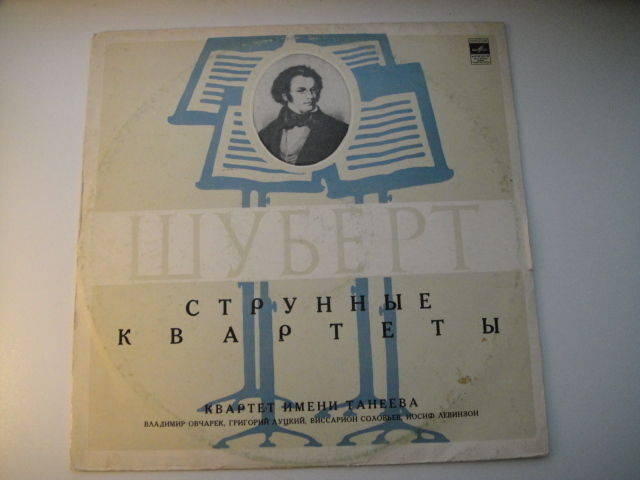 ШУБЕРТ
СТРУННЫЕ
КВАРТЕТЫ
КВАРТЕТ ИМЕНИ ТАНЕЕВА
ВЛАДИМИР ОВЧАРЕК, ГРИГОРИЙ ЛУЦКИЙ, ВИССАРИОН СОЛОВЬЕВ, ИОСИФ ЛЕВИНЗОН